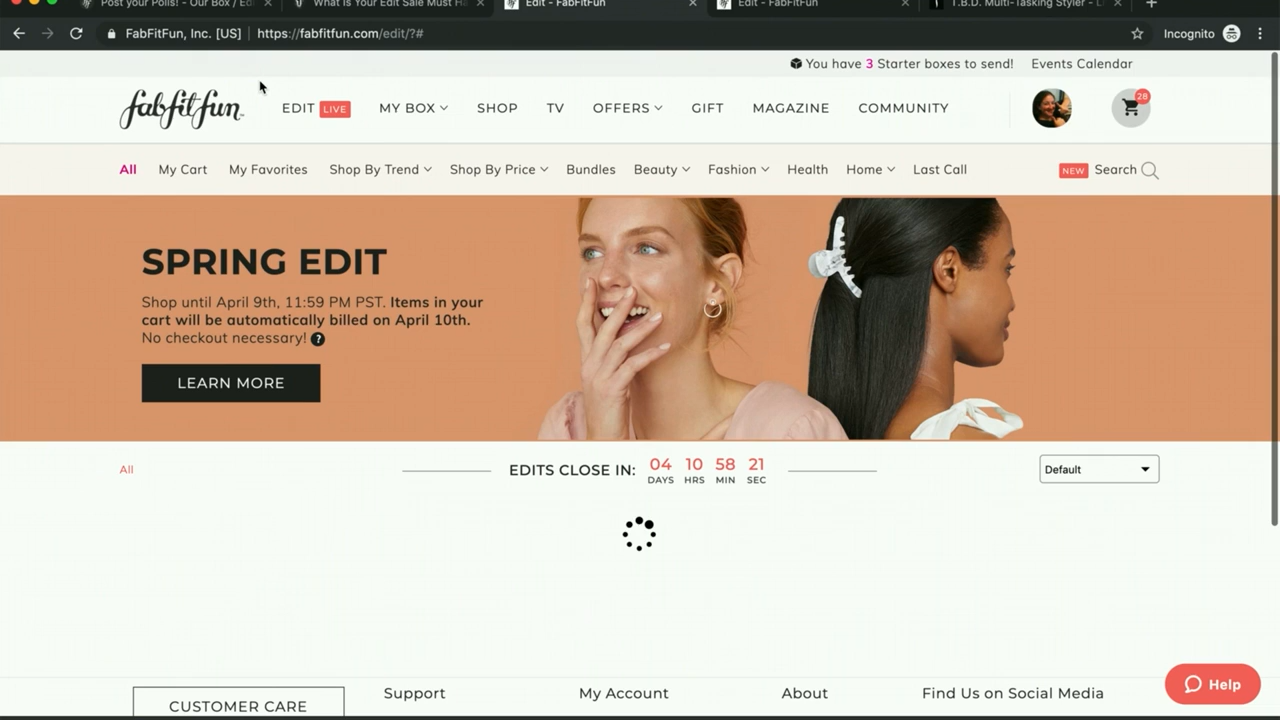 Post your Polls! - Our Box / Edi
What Is Your Edit Sale Must Ha
Edit - FabFitFun
Edit - FabFitFun
T.B.D. Multi-Tasking Styler - L
FabFitFun, Inc. [US] https://fabfitfun.com/edit/?#
Incognito
You have 3 Starter boxes to send! Events Calendar
fabfitfun
EDIT LIVE MY BOX SHOP TV OFFERS GIFT MAGAZINE COMMUNITY
28
All My Cart My Favorites Shop By Trend Shop By Price Bundles Beauty Fashion Health Home Last Call NEW Search
SPRING EDIT
Shop until April 9th, 11:59 PM PST. Items in your
cart will be automatically billed on April 10th.
No checkout necessary! ?
LEARN MORE
All
EDITS CLOSE IN: 04 10 58 21
DAYS HRS MIN SEC
Default
Support My Account About Find Us on Social Media
CUSTOMER CARE
Help